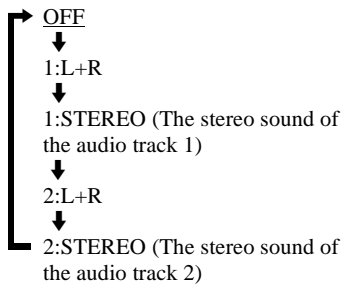 OFF
1:L+R
1:STEREO (The stereo sound of
the audio track 1)
2:L+R
2:STEREO (The stereo sound of
the audio track 2)